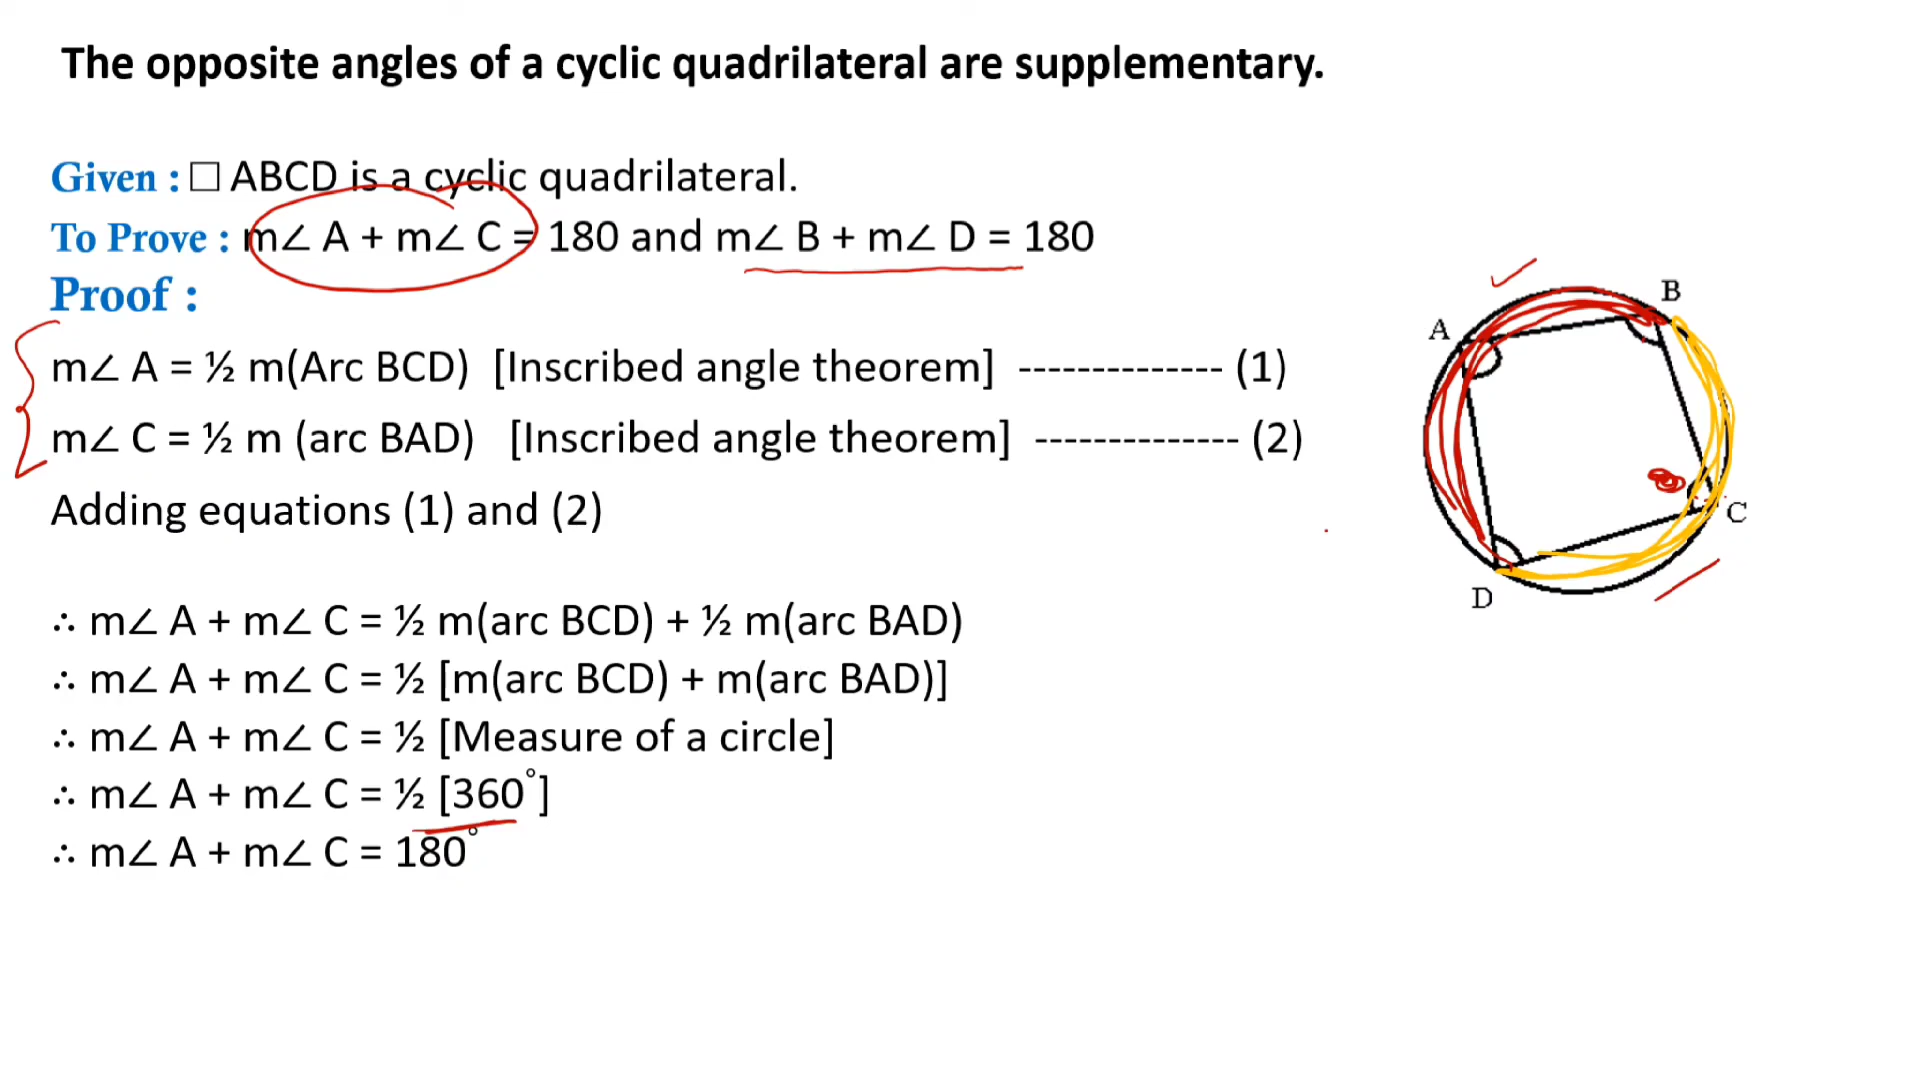 The opposite angles of a cyclic quadrilateral are supplementary.
Given : □ ABCD is a cyclic quadrilateral.
To Prove : m∠ A + m∠ C = 180 and m∠ B + m∠ D = 180
Proof :
m∠ A = ½ m(Arc BCD) [Inscribed angle theorem] -------------- (1)
m∠ C = ½ m (arc BAD) [Inscribed angle theorem] -------------- (2)
Adding equations (1) and (2)
∴ m∠ A + m∠ C = ½ m(arc BCD) + ½ m(arc BAD)
∴ m∠ A + m∠ C = ½ [m(arc BCD) + m(arc BAD)]
∴ m∠ A + m∠ C = ½ [Measure of a circle]
∴ m∠ A + m∠ C = ½ [360°]
∴ m∠ A + m∠ C = 180°
B
A
C
D